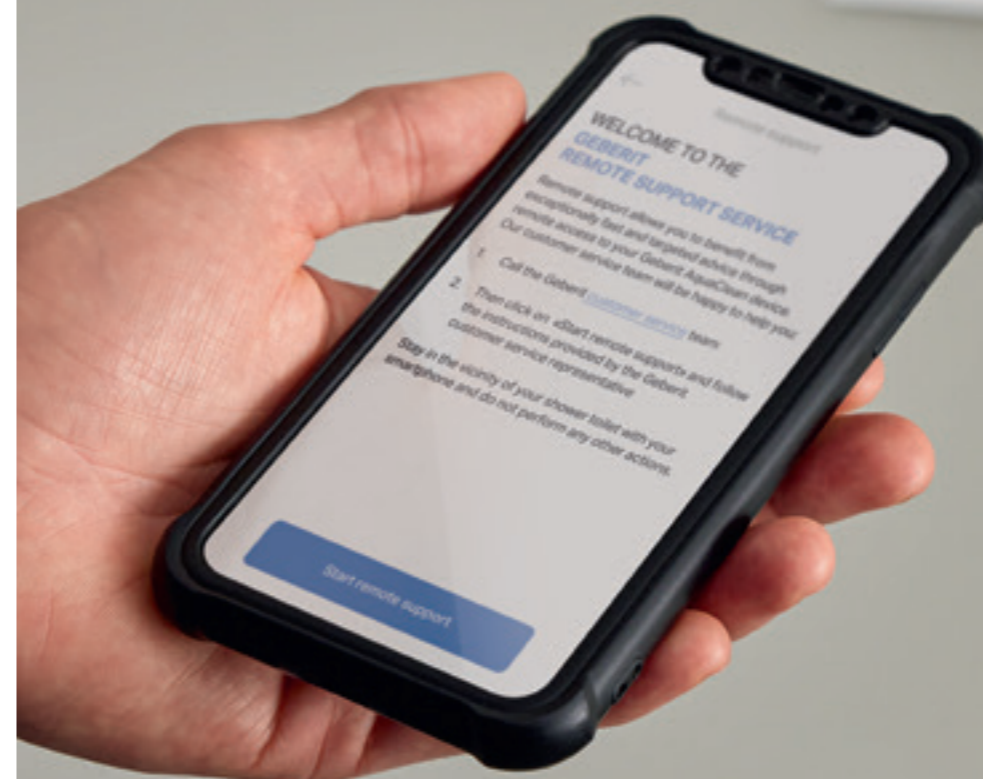 Remote support
WELCOME TO THE
GEBERIT
REMOTE SUPPORT SERVICE
Remote support allows you to benefit from
exceptionally fast and targeted advice through
remote access to your Geberit AquaClean device.
Our customer service team will be happy to help you
1. Call the Geberit customer service team
2. Then click on «Start remote support» and follow
the instructions provided by the Geberit
customer service representative
Stay in the vicinity of your shower toilet with your
smartphone and do not perform any other actions.
Start remote support